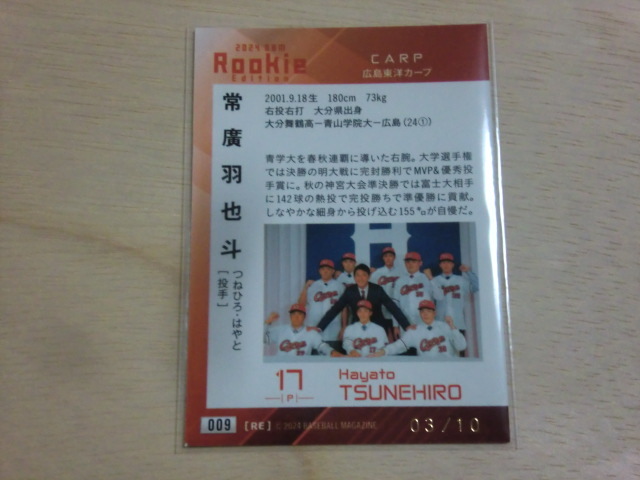 2024 BBM
Rookie
Edition
CARP
広島東洋カープ
常廣羽也斗
つねひろ・はやと
[投手]
2001.9.18生 180cm 73kg
右投右打 大分県出身
大分舞鶴高ー青山学院大ー広島(24①)
青学大を春秋連覇に導いた右腕。大学選手権
では決勝の明大戦に完封勝利でMVP&優秀投
手賞に。秋の神宮大会準決勝では富士大相手
に142球の熱投で完投勝ちで準優勝に貢献。
しなやかな細身から投げ込む155㌔が自慢だ。
H
17
[P]
Hayato
TSUNEHIRO
009
[RE] © 2024 BASEBALL MAGAZINE
03/10